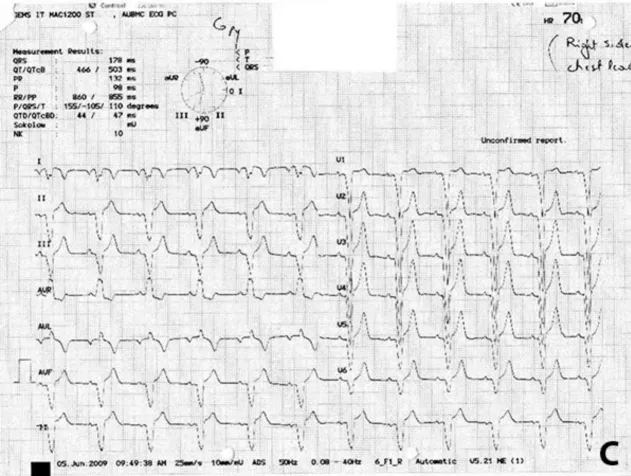 GEMS IT MAC1200 ST , AUBMC ECG PC
GM
HR 70
( Right Side
chest lead
Measurement Results:
QRS 178 ms
QT/QTcB 466 / 503 ms
PR 132 ms
P 98 ms
RR/PP 860 / 855 ms
P/QRS/T 155/-105/ 110 degrees
QTD/QTcBD: 44 / 47 ms
Sokolow mV
NK 10
< P
< T
< QRS
-90
aVR aVL
0 I
III +90 II
aVF
Unconfirmed report.
I V1
II V2
III V3
AVR V4
AVL V5
AVF V6
II
05.Jun.2009 09:49:38 AM 25mm/s 10mm/mV ADS 50Hz 0.08 - 40Hz 6_F1_R Automatic V5.21 ME (1)
C